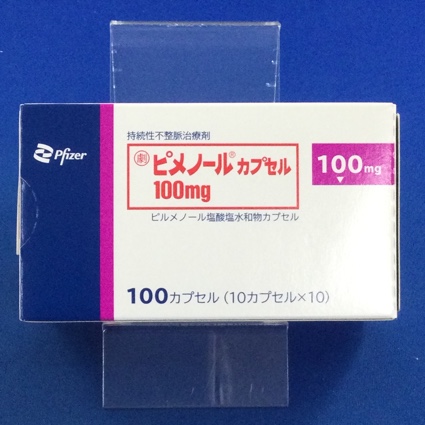 持続性不整脈治療剤
Pfizer
劇 ピメノール® カプセル
100mg
100mg
ピルメノール塩酸塩水和物カプセル
100カプセル (10カプセル×10)